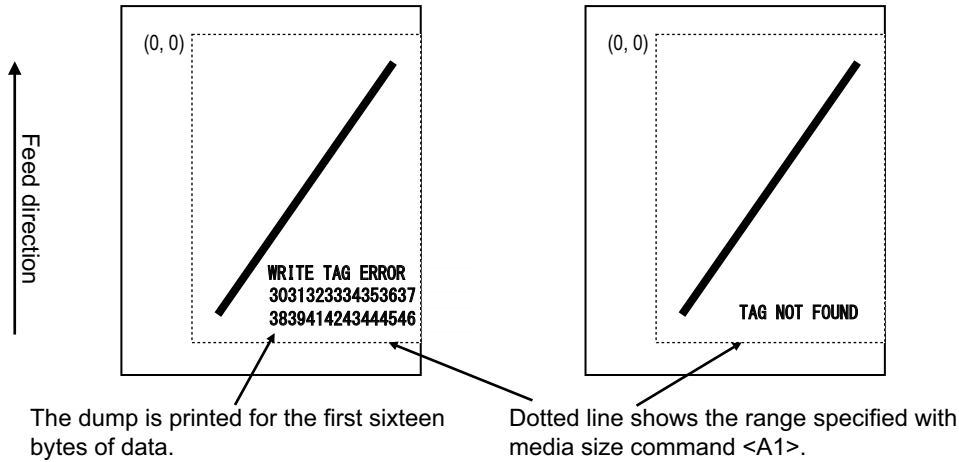 (0, 0)
(0, 0)
Feed direction
WRITE TAG ERROR
3031323334353637
3839414243444546
TAG NOT FOUND
The dump is printed for the first sixteen
bytes of data.
Dotted line shows the range specified with
media size command <A1>.